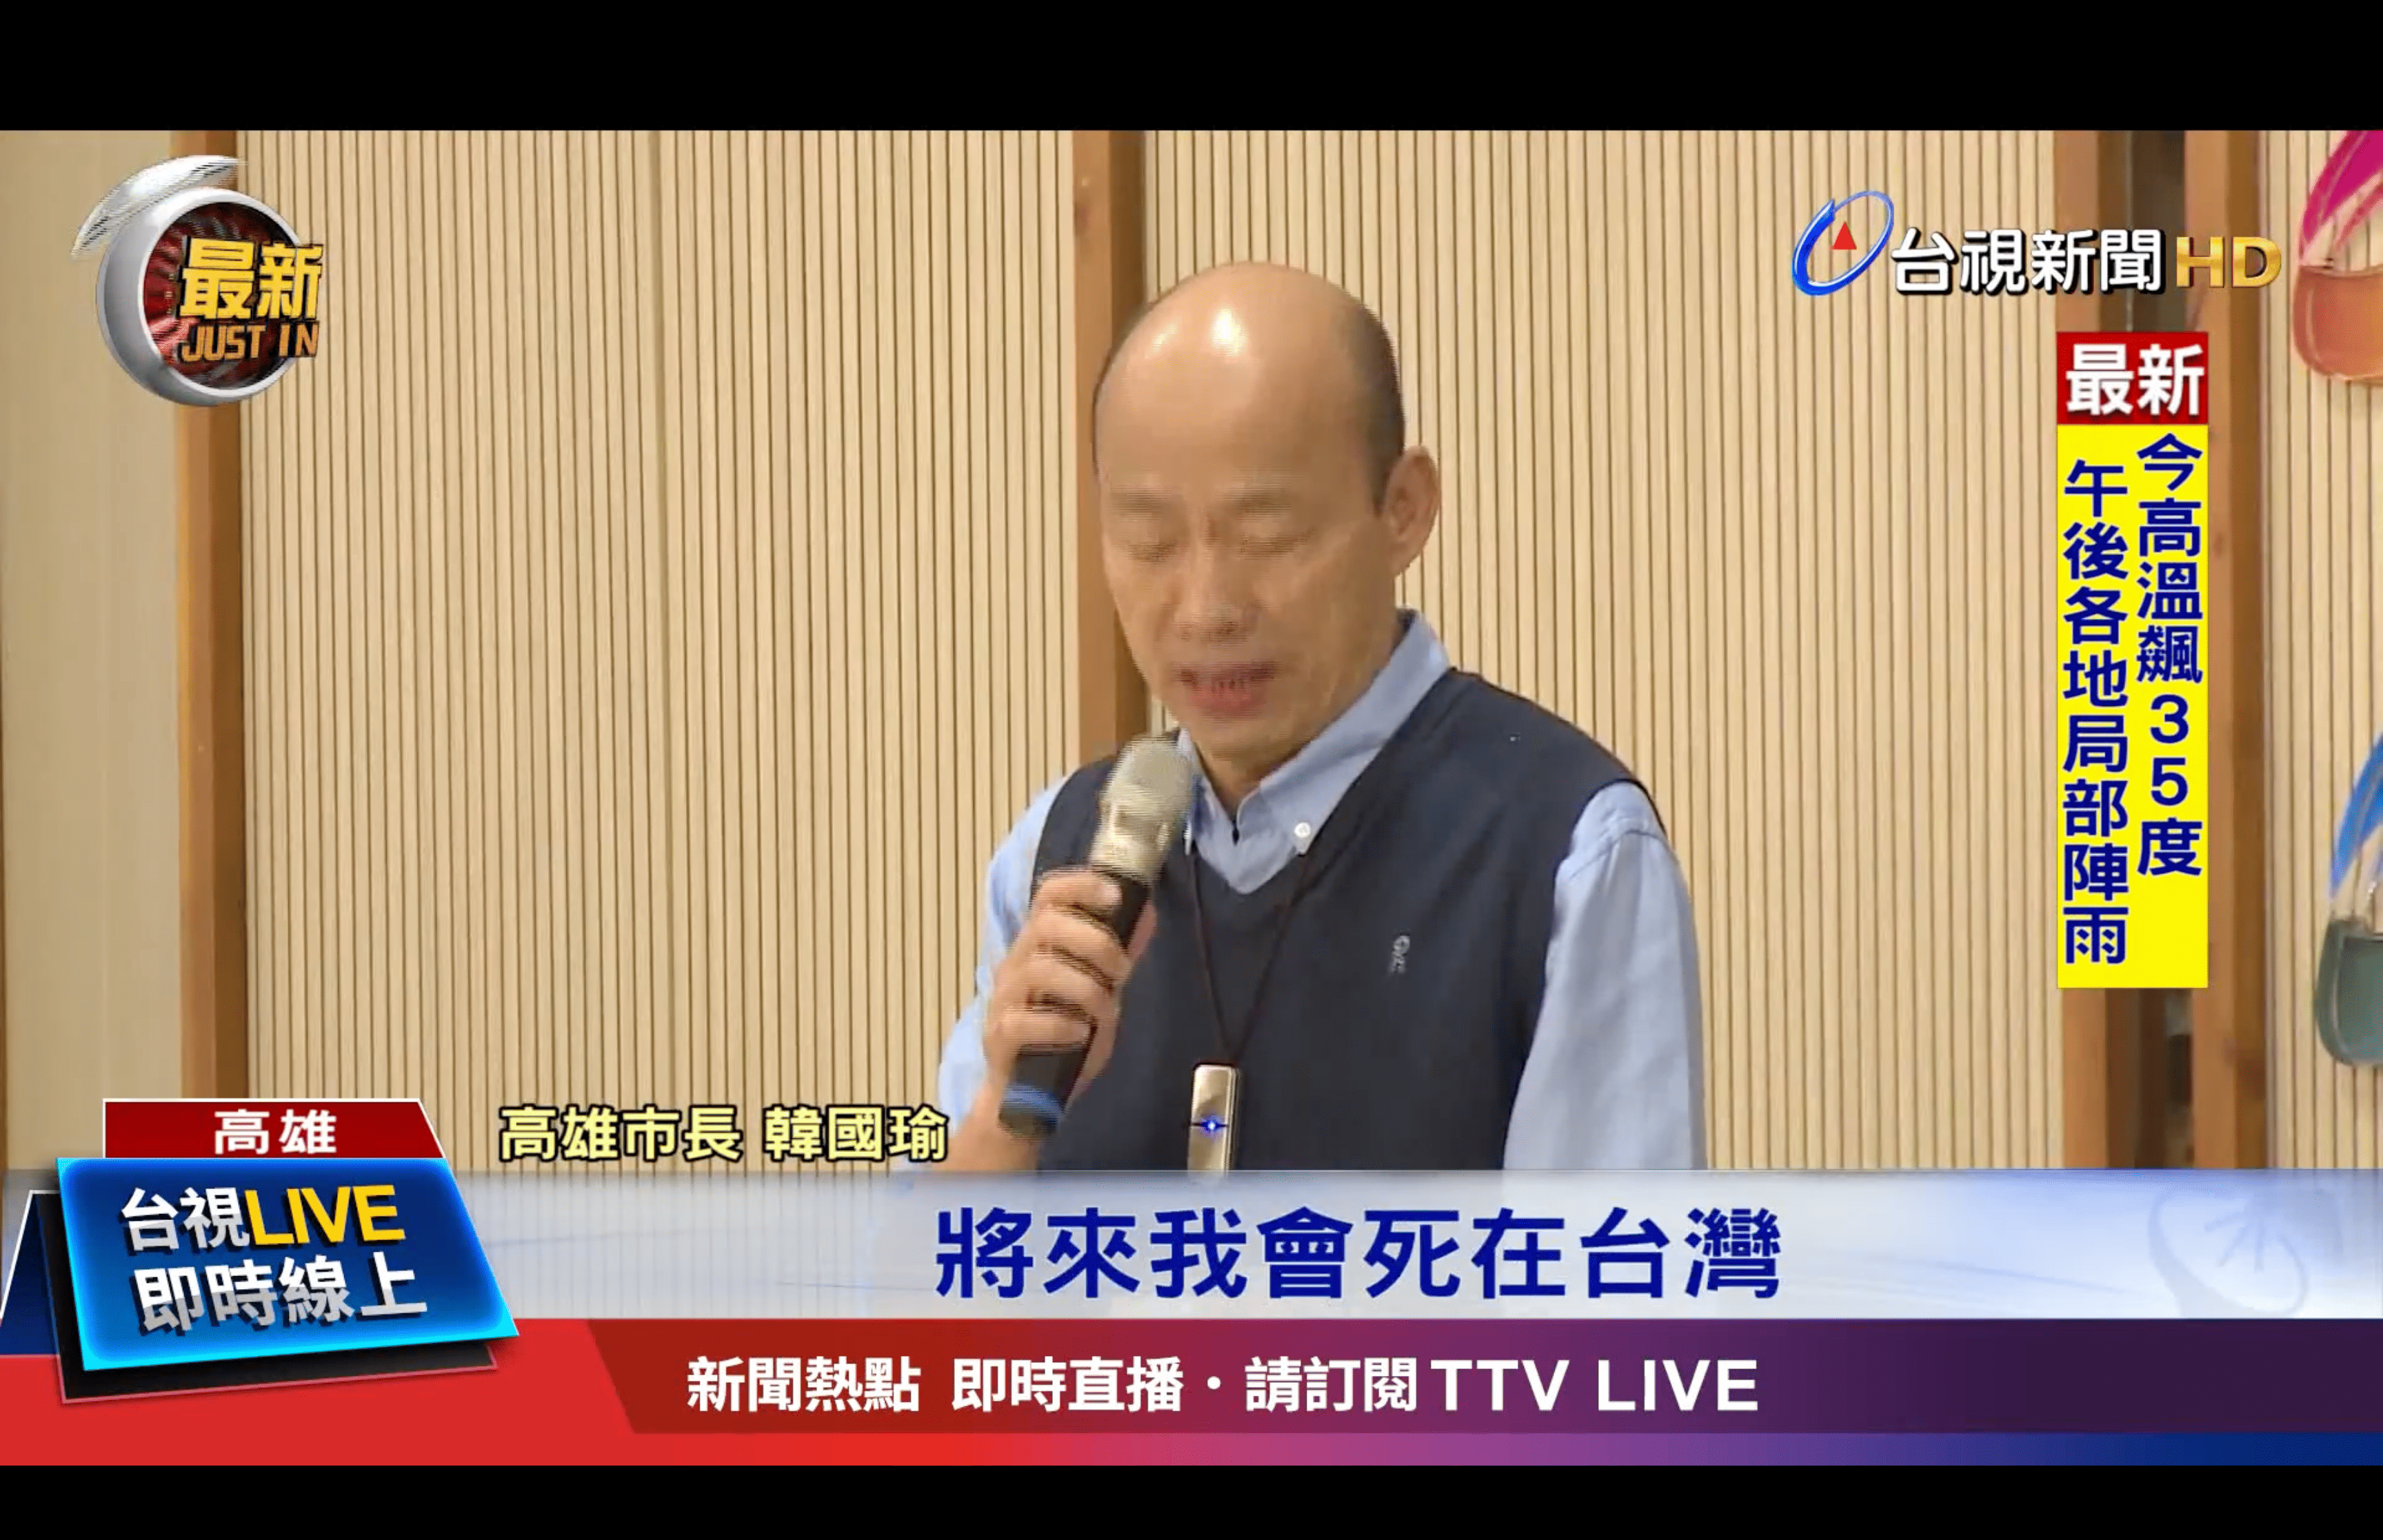 最新
JUST IN
台視新聞HD
最新
今高溫飆35度
午後各地局部陣雨
高雄
高雄市長 韓國瑜
台視LIVE
即時線上
將來我會死在台灣
新聞熱點 即時直播・請訂閱TTV LIVE